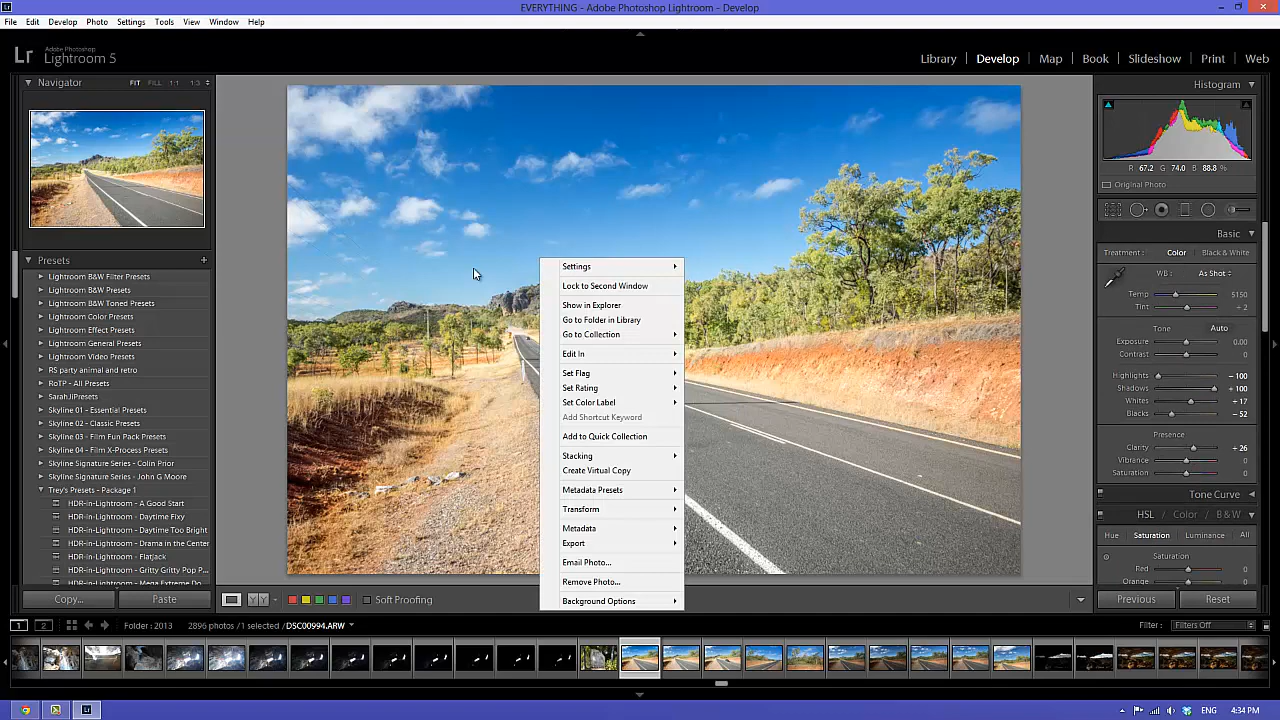 EVERYTHING - Adobe Photoshop Lightroom - Develop
File Edit Develop Photo Settings Tools View Window Help
Lr
Adobe Photoshop
Lightroom 5
Library | Develop | Map | Book | Slideshow | Print | Web
Navigator FIT FILL 1:1 1:3
Histogram
R 67.2 G 74.0 B 88.8 %
Original Photo
Basic
Treatment: Color Black & White
WB: As Shot
Temp 5150
Tint - 2
Tone Auto
Exposure 0.00
Contrast 0
Highlights - 100
Shadows + 100
Whites + 17
Blacks - 52
Presence
Clarity + 26
Vibrance 0
Saturation 0
Tone Curve
HSL / Color / B & W
Hue Saturation Luminance All
Saturation
Red 0
Orange 0
Presets +
Lightroom B&W Filter Presets
Lightroom B&W Presets
Lightroom B&W Toned Presets
Lightroom Color Presets
Lightroom Effect Presets
Lightroom General Presets
Lightroom Video Presets
RS party animal and retro
RoTP - All Presets
SarahJiPresets
Skyline 01 - Essential Presets
Skyline 02 - Classic Presets
Skyline 03 - Film Fun Pack Presets
Skyline 04 - Film X-Process Presets
Skyline Signature Series - Colin Prior
Skyline Signature Series - John G Moore
Trey's Presets - Package 1
HDR-in-Lightroom - A Good Start
HDR-in-Lightroom - Daytime Fixy
HDR-in-Lightroom - Daytime Too Bright
HDR-in-Lightroom - Drama in the Center
HDR-in-Lightroom - Flatjack
HDR-in-Lightroom - Gritty Gritty Pop P...
HDR-in-Lightroom - Mega Extreme Do
Settings
Lock to Second Window
Show in Explorer
Go to Folder in Library
Go to Collection
Edit In
Set Flag
Set Rating
Set Color Label
Add Shortcut Keyword
Add to Quick Collection
Stacking
Create Virtual Copy
Metadata Presets
Transform
Metadata
Export
Email Photo...
Remove Photo...
Background Options
Copy... Paste
YY Soft Proofing
Previous Reset
1 2 Folder : 2013 2896 photos / 1 selected / DSC00994.ARW
Filter : Filters Off
Lr ENG 4:34 PM